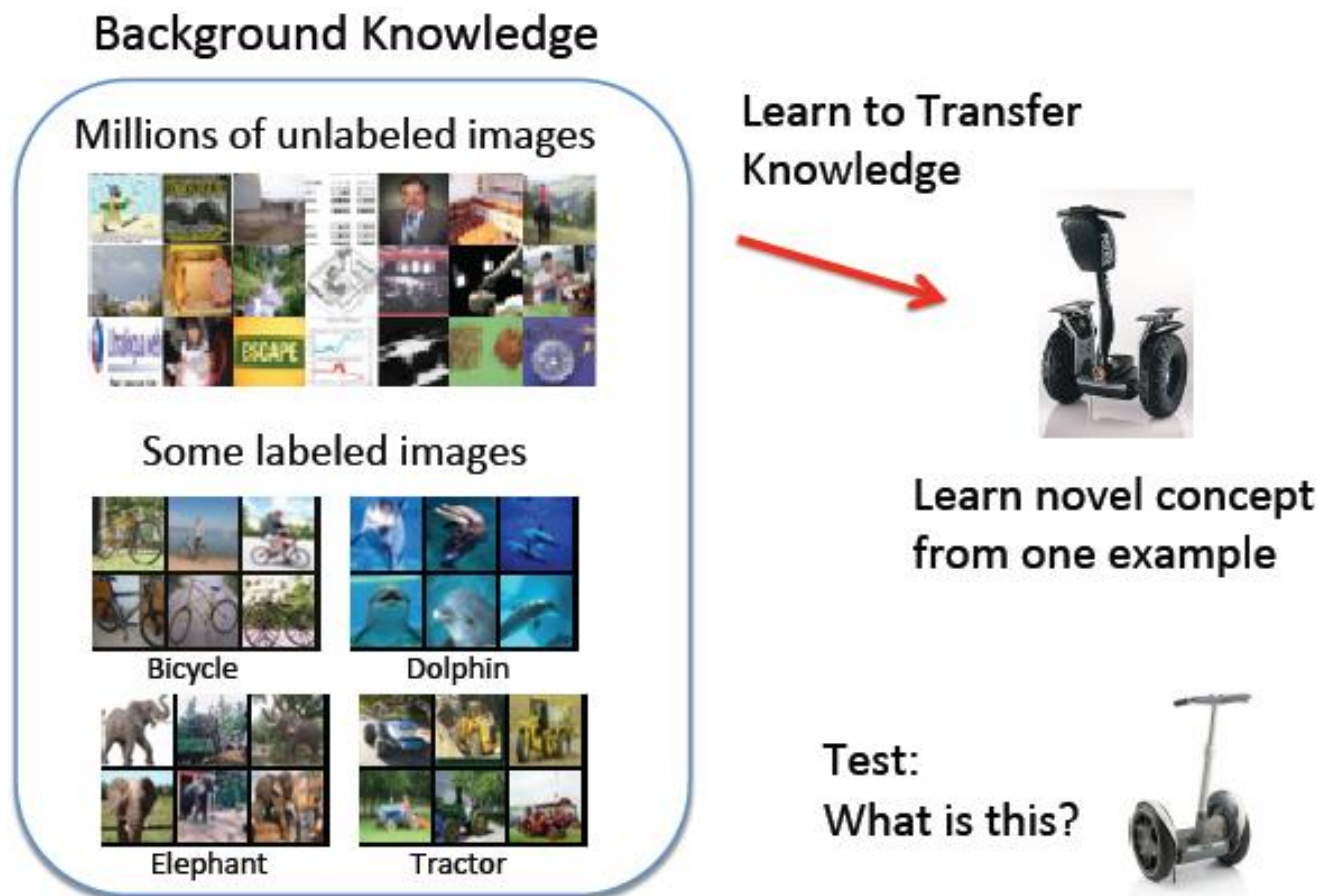 Background Knowledge
Millions of unlabeled images
ESCAPE
Some labeled images
Bicycle
Dolphin
Elephant
Tractor
Learn to Transfer
Knowledge
Learn novel concept
from one example
Test:
What is this?